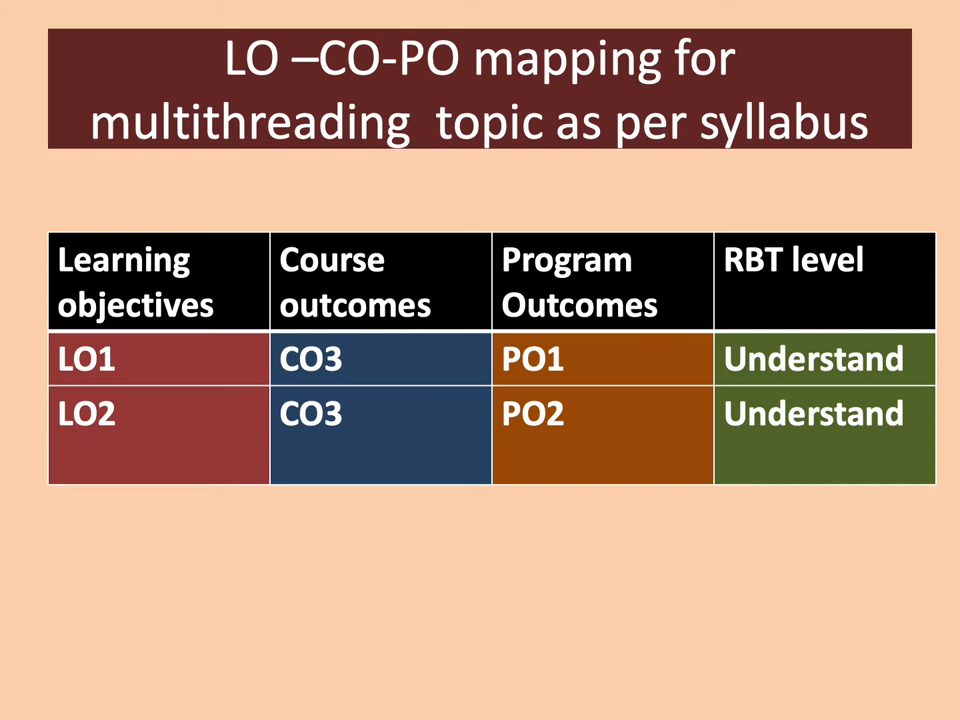 LO –CO-PO mapping for
multithreading  topic as per syllabus
Learning objectives
Course outcomes
Program Outcomes
RBT level
LO1 CO3 PO1 Understand
LO2 CO3 PO2 Understand